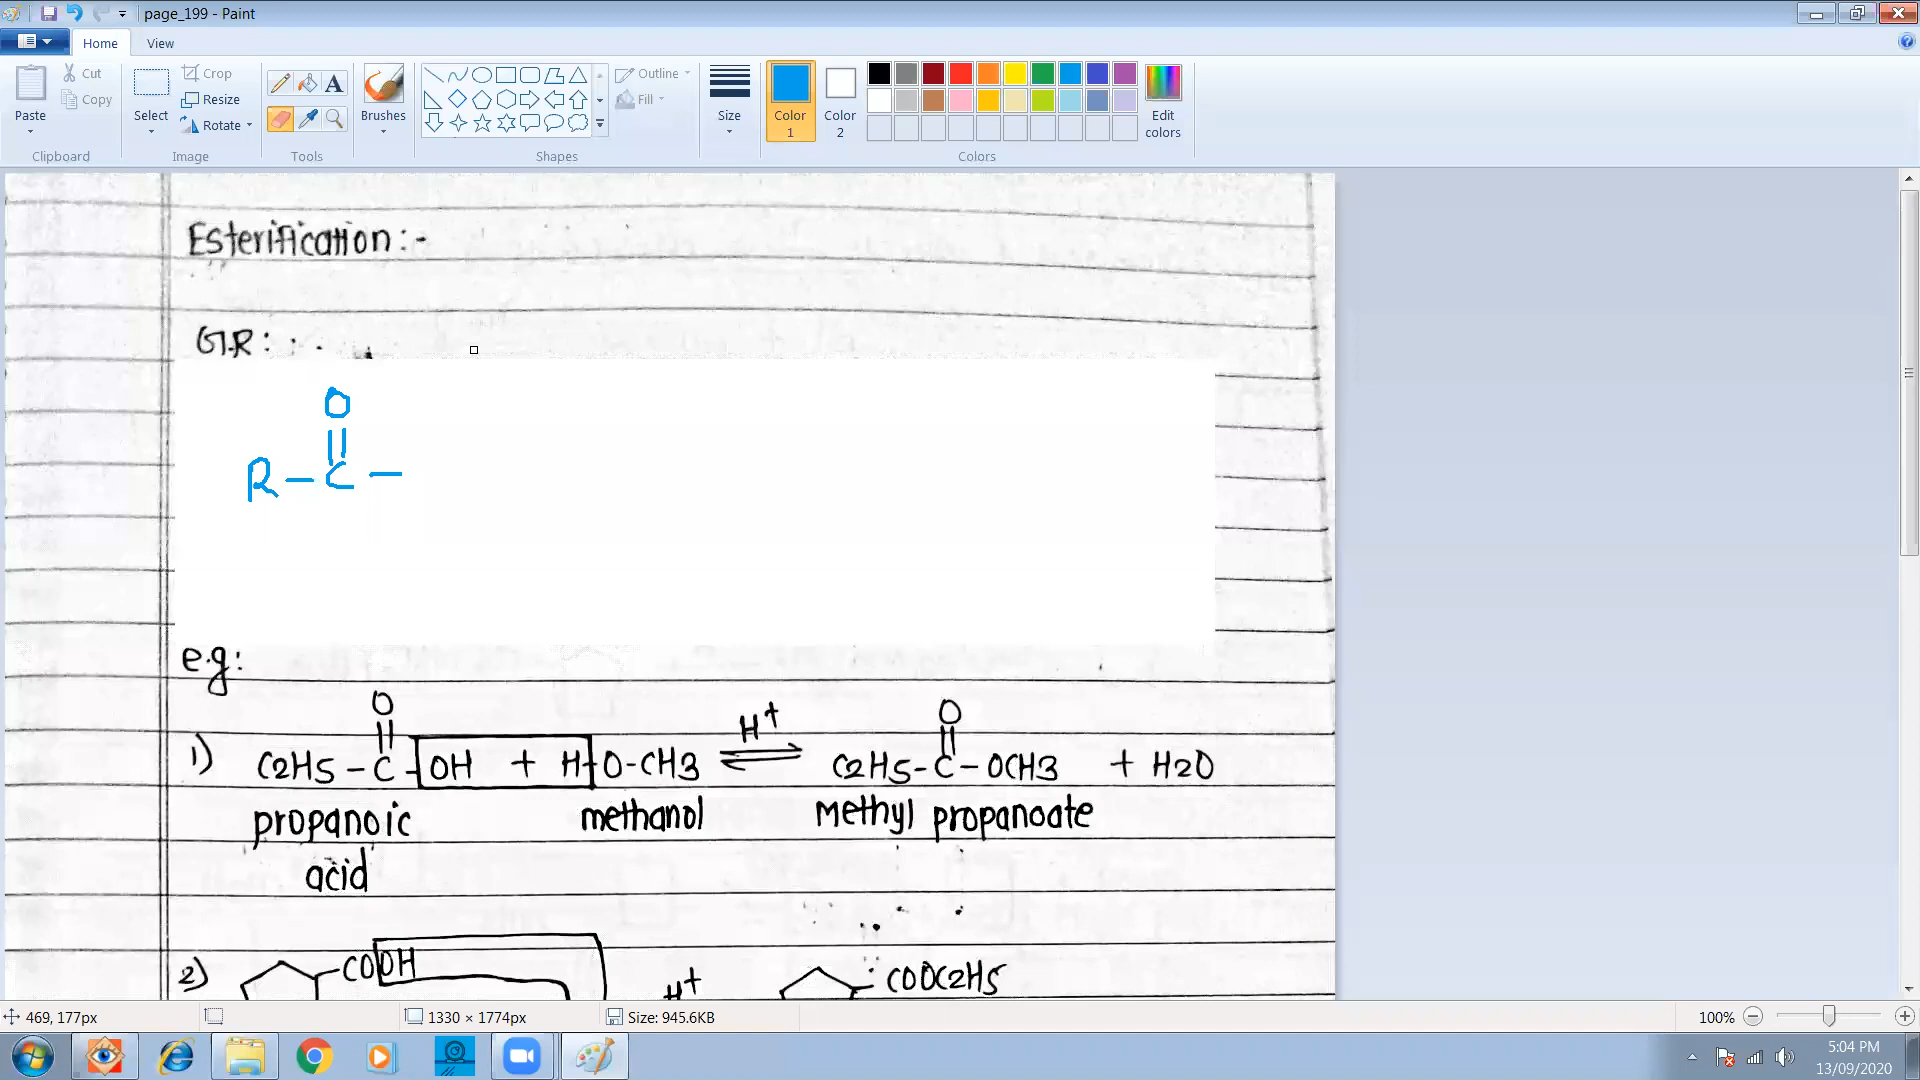 page_199 - Paint
Home View
Paste Cut Copy Select Crop Resize Rotate Brushes Outline Fill Size Color 1 Color 2 Edit colors
Clipboard Image Tools Shapes Colors
Esterification:-
G.R:
O
R-C-
e.g:
O O
1) C2H5-C-OH + H-O-CH3 H+ C2H5-C-OCH3 + H2O
propanoic acid methanol Methyl propanoate
2) COOH H+ COOC2H5
469, 177px 1330 × 1774px Size: 945.6KB 100%
5:04 PM
13/09/2020